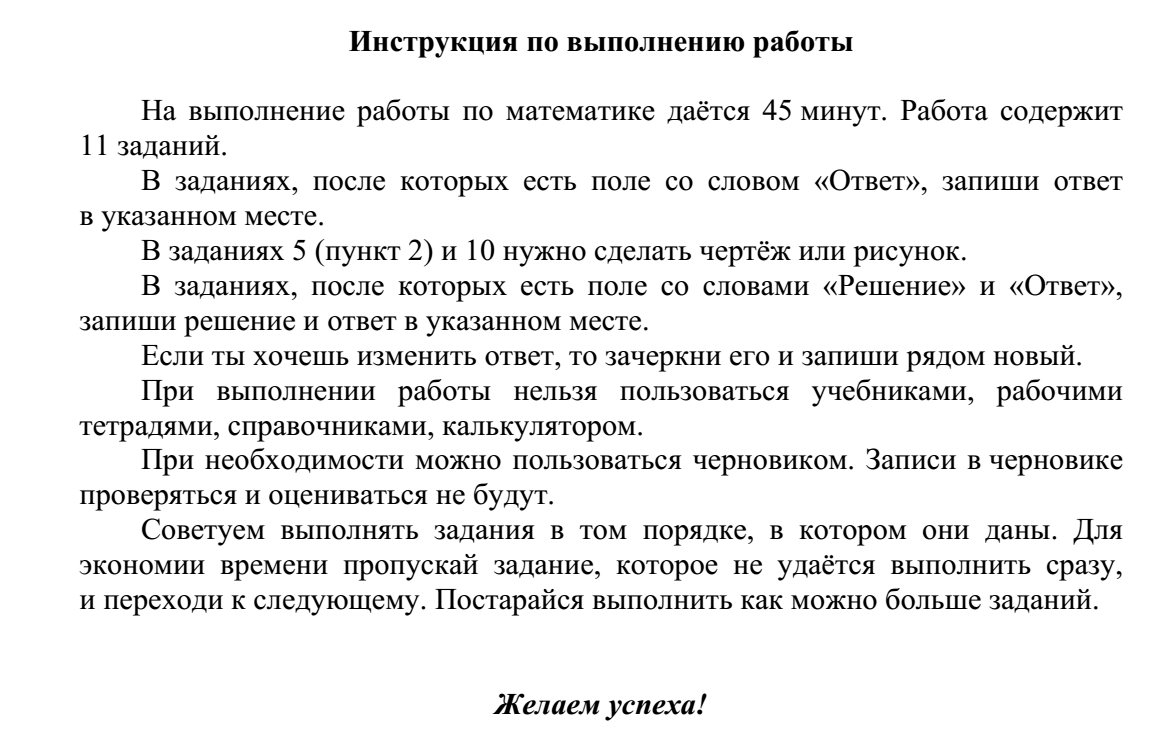 Инструкция по выполнению работы
На выполнение работы по математике даётся 45 минут. Работа содержит
11 заданий.
В заданиях, после которых есть поле со словом «Ответ», запиши ответ
в указанном месте.
В заданиях 5 (пункт 2) и 10 нужно сделать чертёж или рисунок.
В заданиях, после которых есть поле со словами «Решение» и «Ответ»,
запиши решение и ответ в указанном месте.
Если ты хочешь изменить ответ, то зачеркни его и запиши рядом новый.
При выполнении работы нельзя пользоваться учебниками, рабочими
тетрадями, справочниками, калькулятором.
При необходимости можно пользоваться черновиком. Записи в черновике
проверяться и оцениваться не будут.
Советуем выполнять задания в том порядке, в котором они даны. Для
экономии времени пропускай задание, которое не удаётся выполнить сразу,
и переходи к следующему. Постарайся выполнить как можно больше заданий.
Желаем успеха!